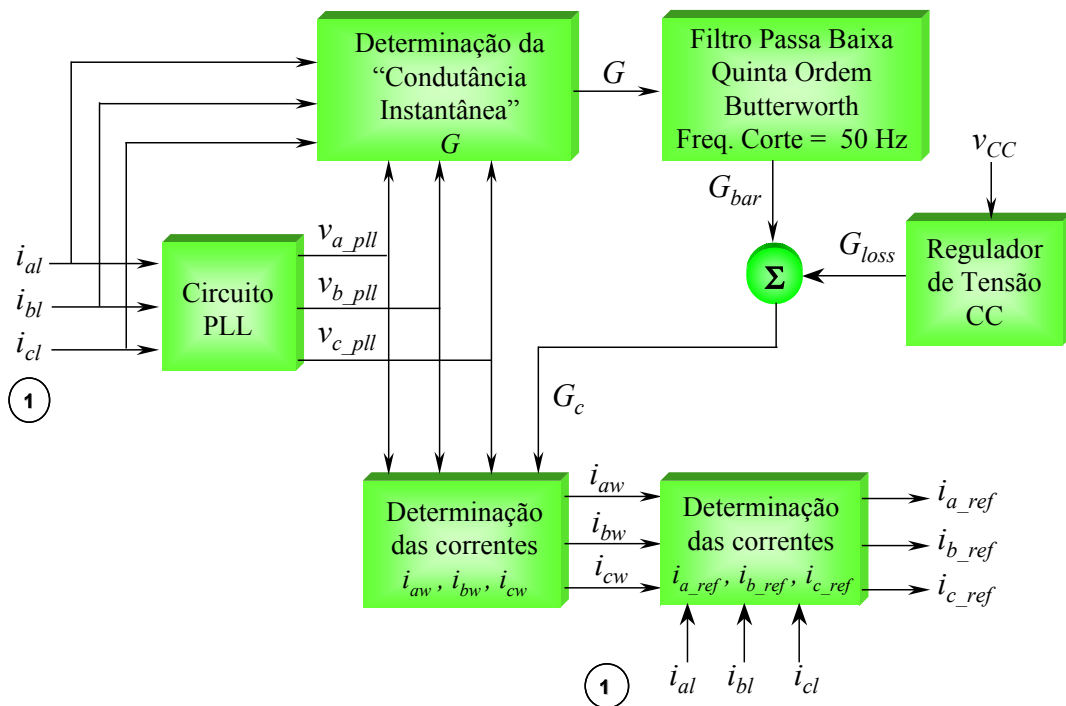 Determinação da
“Condutância
Instantânea”
G
G
Filtro Passa Baixa
Quinta Ordem
Butterworth
Freq. Corte = 50 Hz
v_CC
G_bar
G_loss
Regulador
de Tensão
CC
Σ
i_al
i_bl
i_cl
1
Circuito
PLL
v_a_pll
v_b_pll
v_c_pll
G_c
Determinação
das correntes
i_aw , i_bw , i_cw
i_aw
i_bw
i_cw
Determinação
das correntes
i_a_ref , i_b_ref , i_c_ref
i_a_ref
i_b_ref
i_c_ref
1
i_al i_bl i_cl